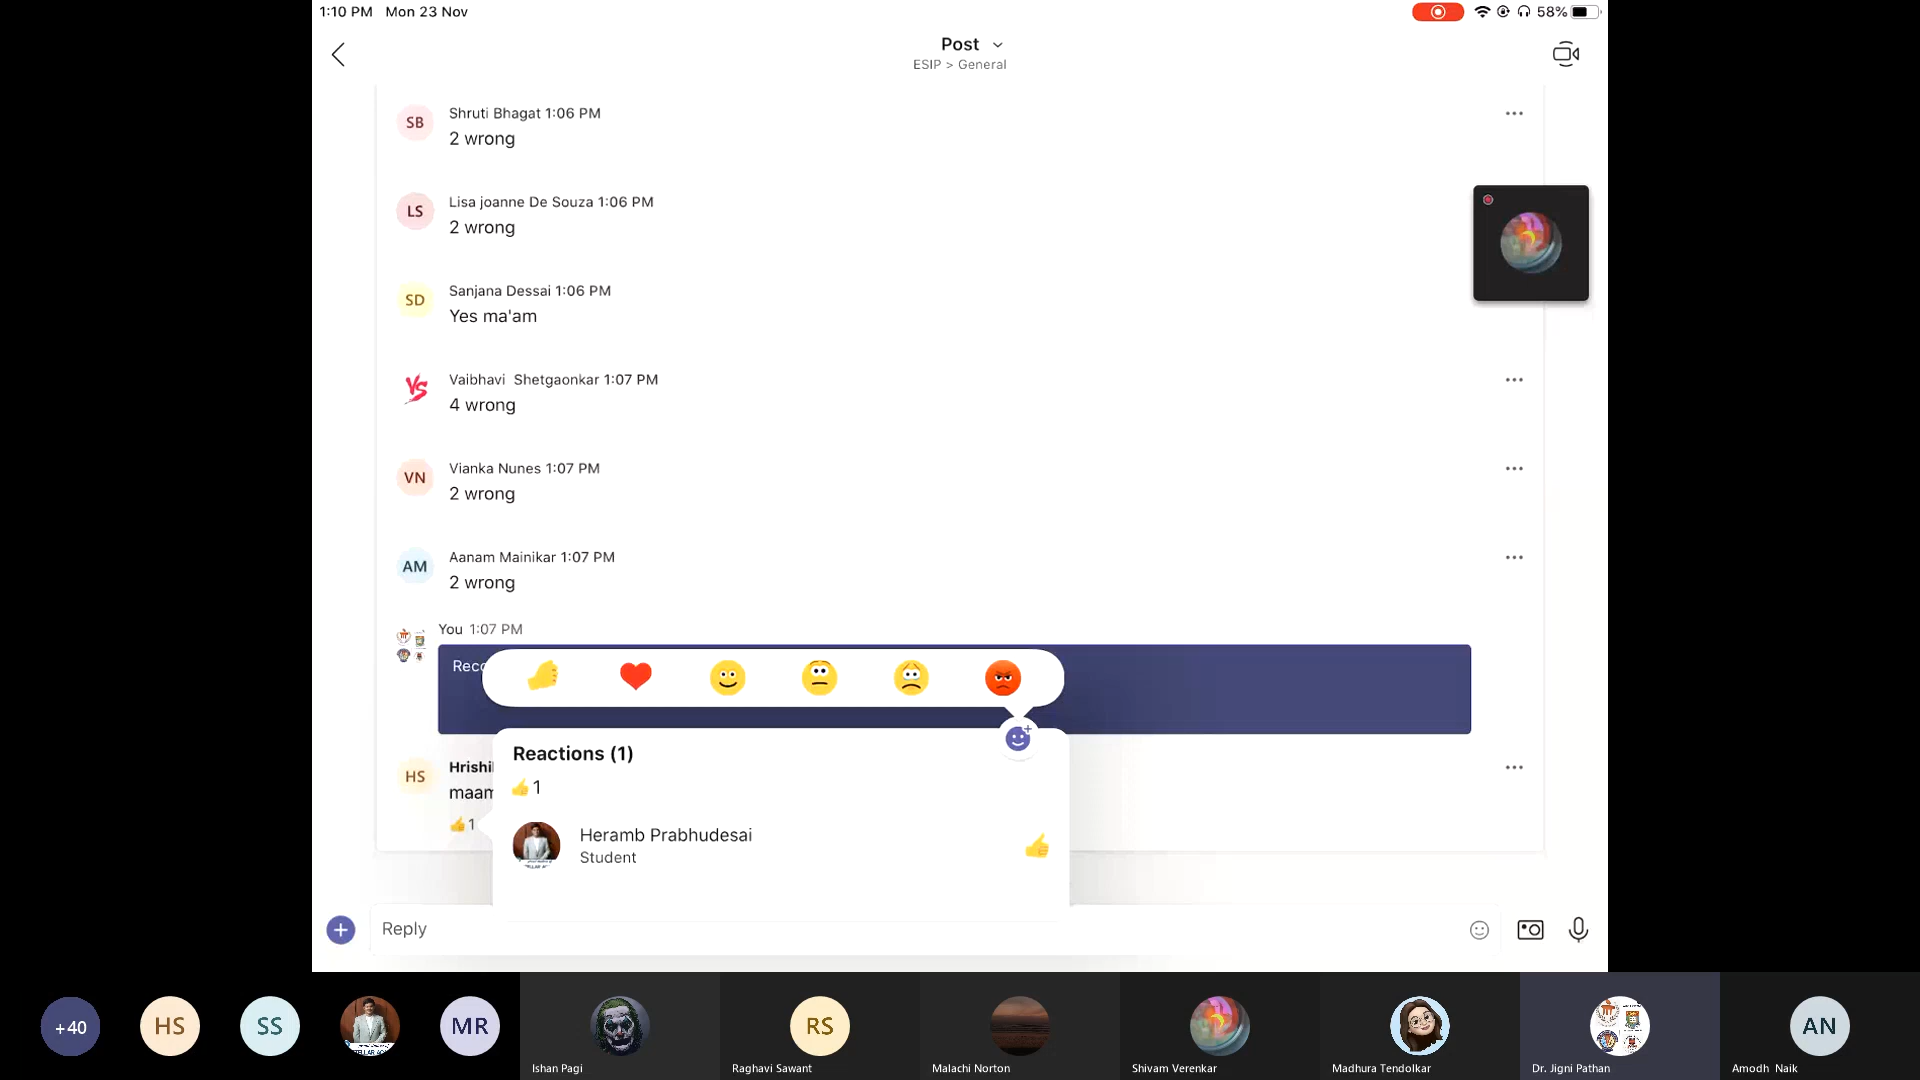 1:10 PM Mon 23 Nov
58%
Post
ESIP > General
SB
Shruti Bhagat 1:06 PM
2 wrong
LS
Lisa joanne De Souza 1:06 PM
2 wrong
SD
Sanjana Dessai 1:06 PM
Yes ma'am
YS
Vaibhavi Shetgaonkar 1:07 PM
4 wrong
VN
Vianka Nunes 1:07 PM
2 wrong
AM
Aanam Mainikar 1:07 PM
2 wrong
You 1:07 PM
Reco
Reactions (1)
HS
Hrishi
maam
1
1
Heramb Prabhudesai
Student
Reply
+40
HS
SS
MR
RS
AN
Ishan Pagi
Raghavi Sawant
Malachi Norton
Shivam Verenkar
Madhura Tendolkar
Dr. Jigni Pathan
Amodh Naik